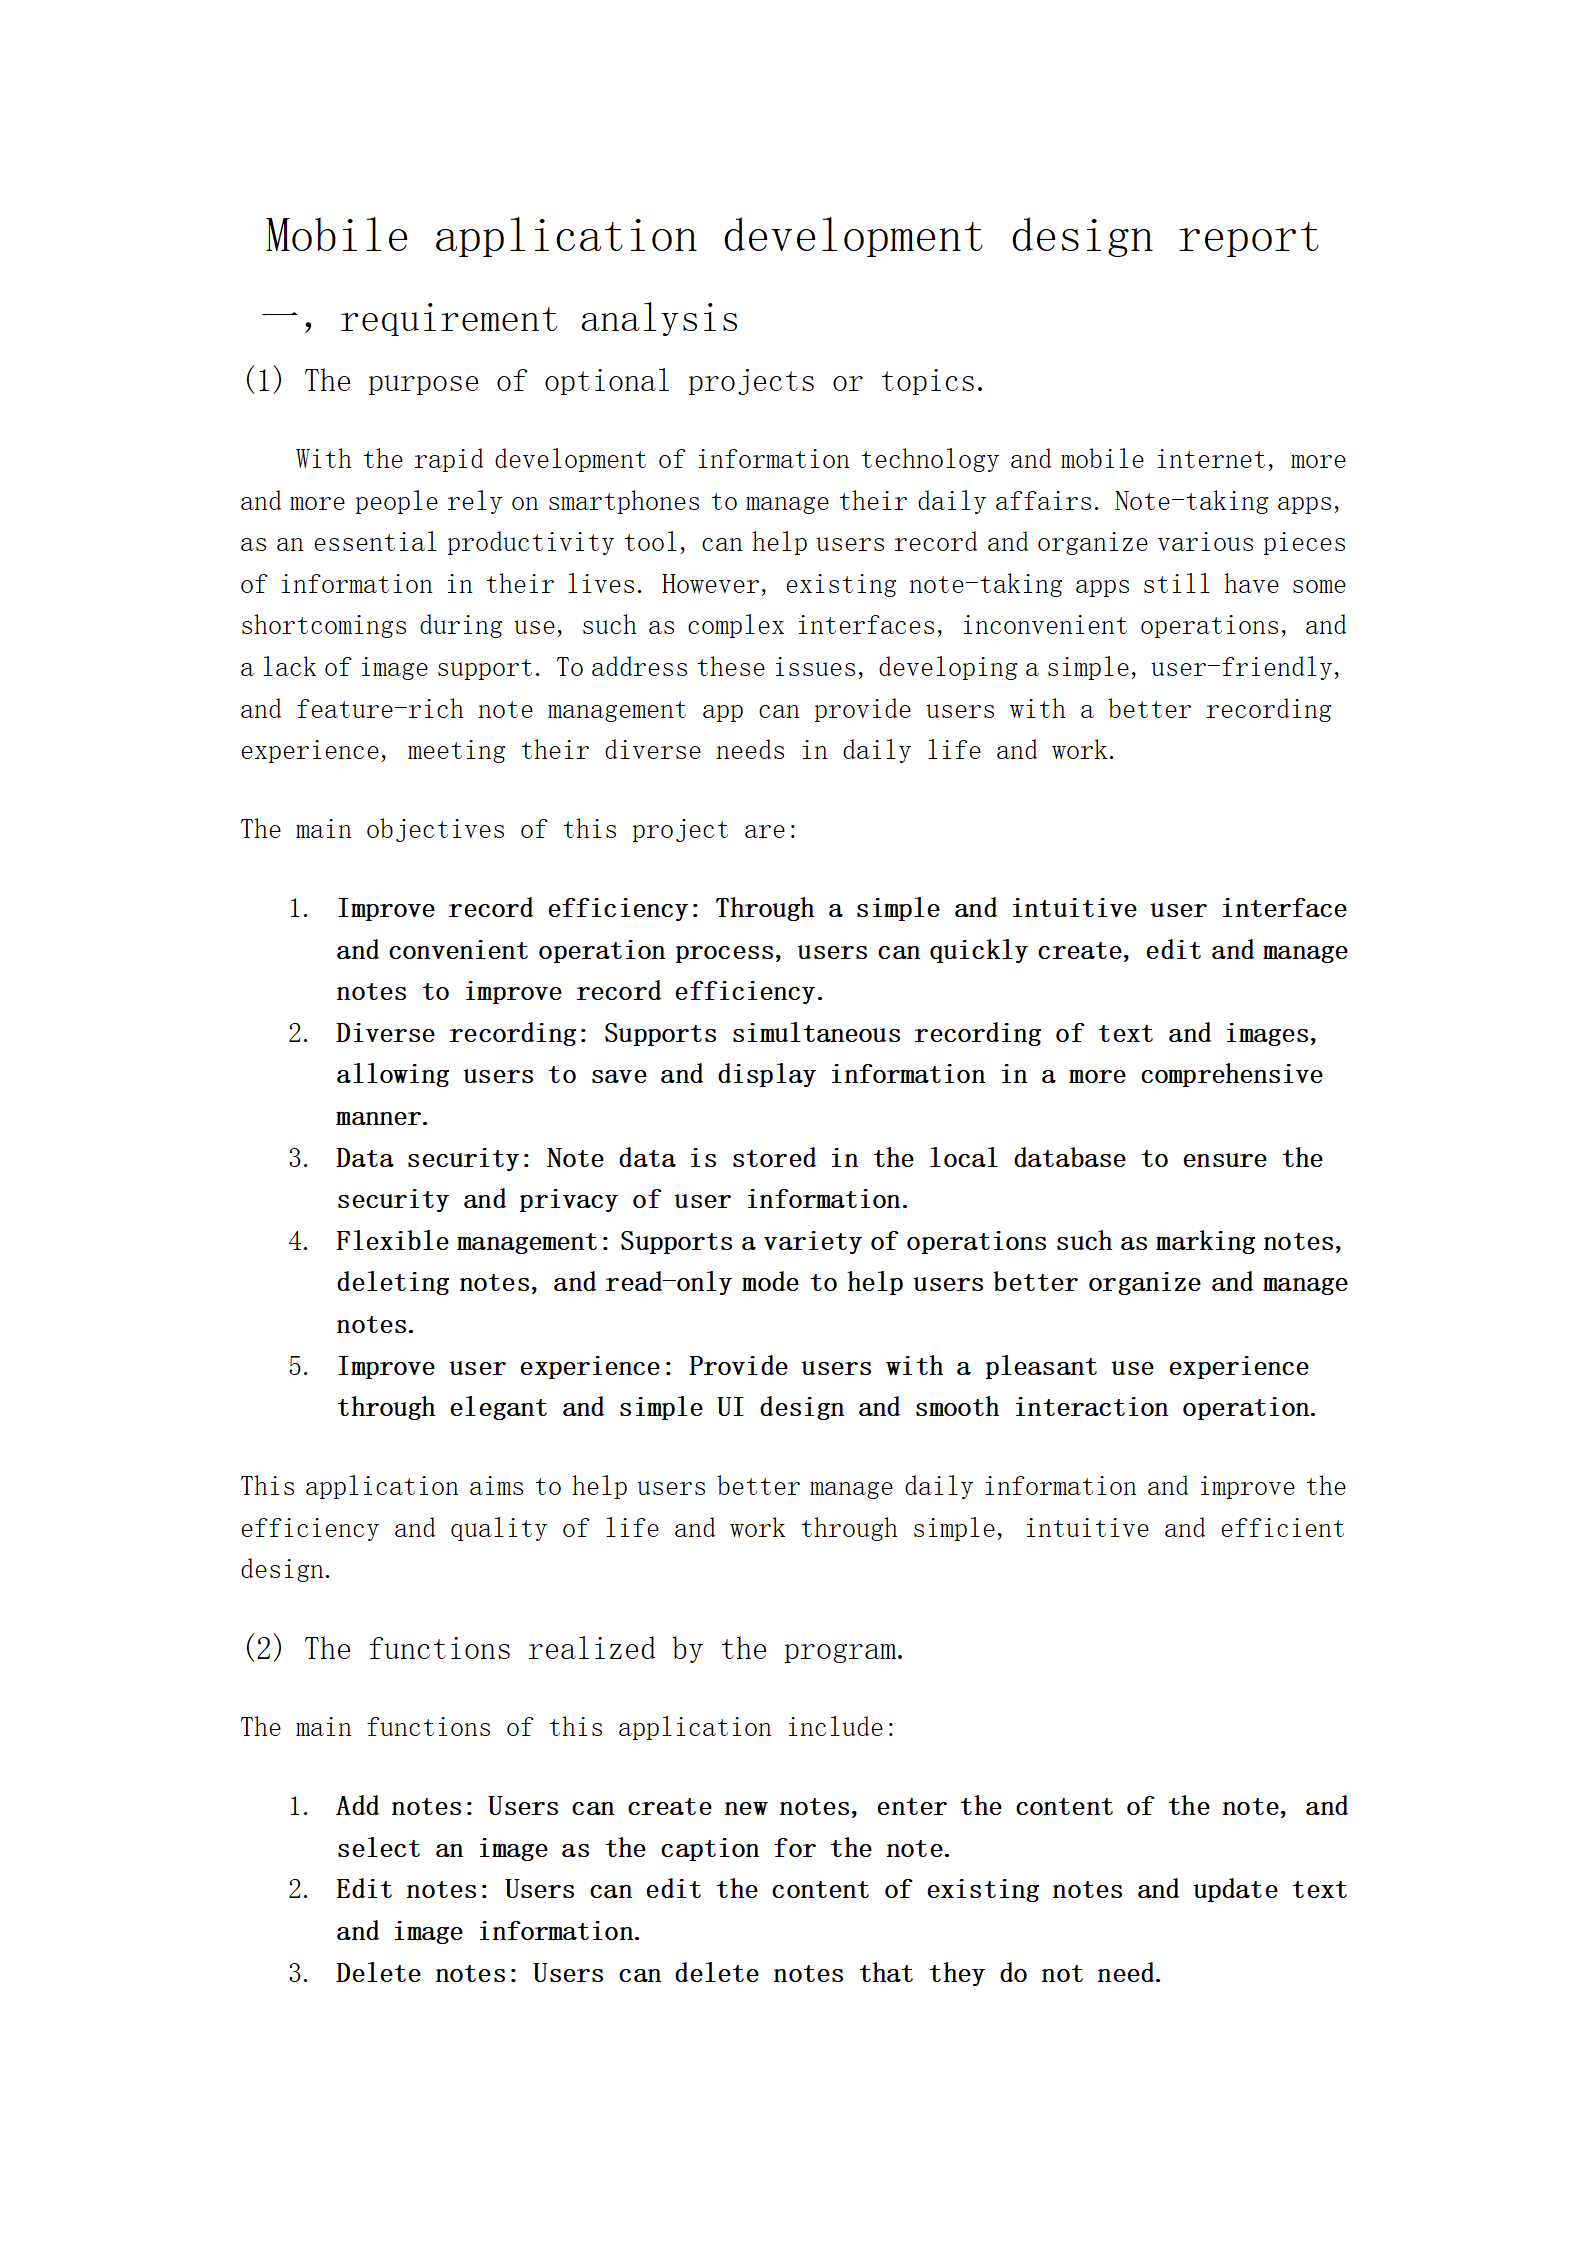 Mobile application development design report
一，requirement analysis
(1) The purpose of optional projects or topics.
With the rapid development of information technology and mobile internet, more
and more people rely on smartphones to manage their daily affairs. Note-taking apps,
as an essential productivity tool, can help users record and organize various pieces
of information in their lives. However, existing note-taking apps still have some
shortcomings during use, such as complex interfaces, inconvenient operations, and
a lack of image support. To address these issues, developing a simple, user-friendly,
and feature-rich note management app can provide users with a better recording
experience, meeting their diverse needs in daily life and work.
The main objectives of this project are:
1. Improve record efficiency: Through a simple and intuitive user interface
and convenient operation process, users can quickly create, edit and manage
notes to improve record efficiency.
2. Diverse recording: Supports simultaneous recording of text and images,
allowing users to save and display information in a more comprehensive
manner.
3. Data security: Note data is stored in the local database to ensure the
security and privacy of user information.
4. Flexible management: Supports a variety of operations such as marking notes,
deleting notes, and read-only mode to help users better organize and manage
notes.
5. Improve user experience: Provide users with a pleasant use experience
through elegant and simple UI design and smooth interaction operation.
This application aims to help users better manage daily information and improve the
efficiency and quality of life and work through simple, intuitive and efficient
design.
(2) The functions realized by the program.
The main functions of this application include:
1. Add notes: Users can create new notes, enter the content of the note, and
select an image as the caption for the note.
2. Edit notes: Users can edit the content of existing notes and update text
and image information.
3. Delete notes: Users can delete notes that they do not need.